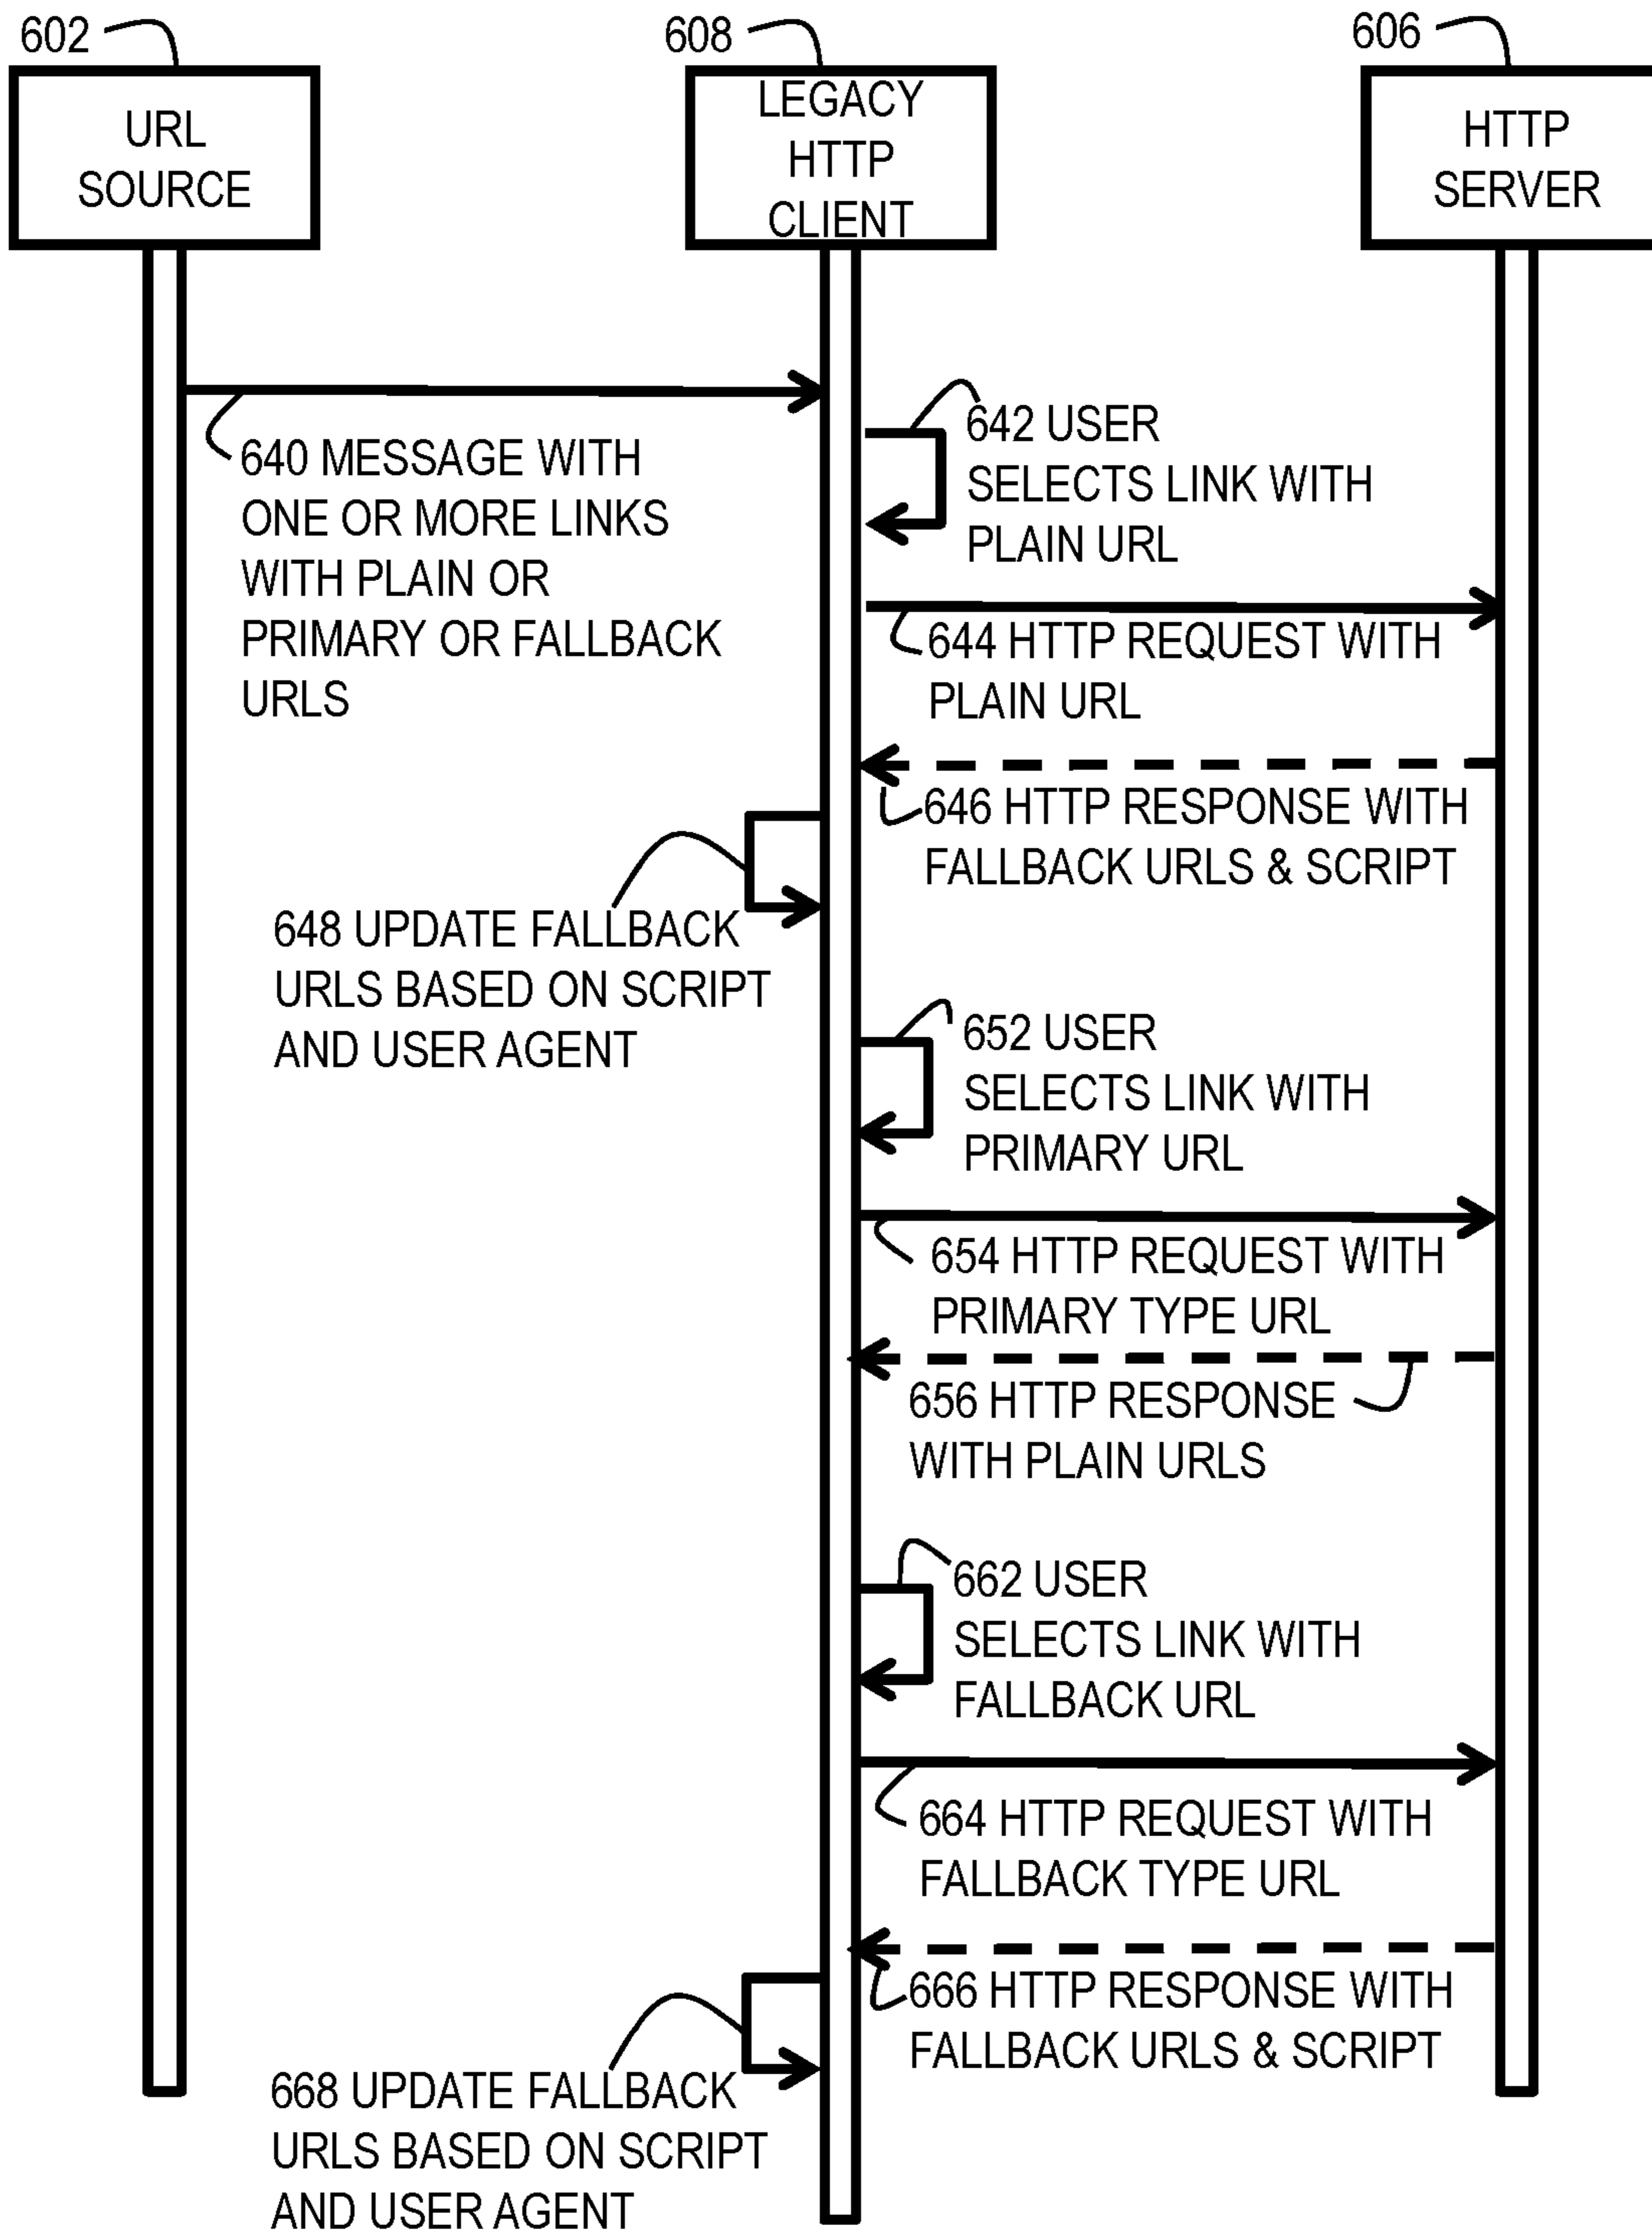 602
608
606
URL
SOURCE
LEGACY
HTTP
CLIENT
HTTP
SERVER
640 MESSAGE WITH
ONE OR MORE LINKS
WITH PLAIN OR
PRIMARY OR FALLBACK
URLS
642 USER
SELECTS LINK WITH
PLAIN URL
644 HTTP REQUEST WITH
PLAIN URL
646 HTTP RESPONSE WITH
FALLBACK URLS & SCRIPT
648 UPDATE FALLBACK
URLS BASED ON SCRIPT
AND USER AGENT
652 USER
SELECTS LINK WITH
PRIMARY URL
654 HTTP REQUEST WITH
PRIMARY TYPE URL
656 HTTP RESPONSE
WITH PLAIN URLS
662 USER
SELECTS LINK WITH
FALLBACK URL
664 HTTP REQUEST WITH
FALLBACK TYPE URL
666 HTTP RESPONSE WITH
FALLBACK URLS & SCRIPT
668 UPDATE FALLBACK
URLS BASED ON SCRIPT
AND USER AGENT